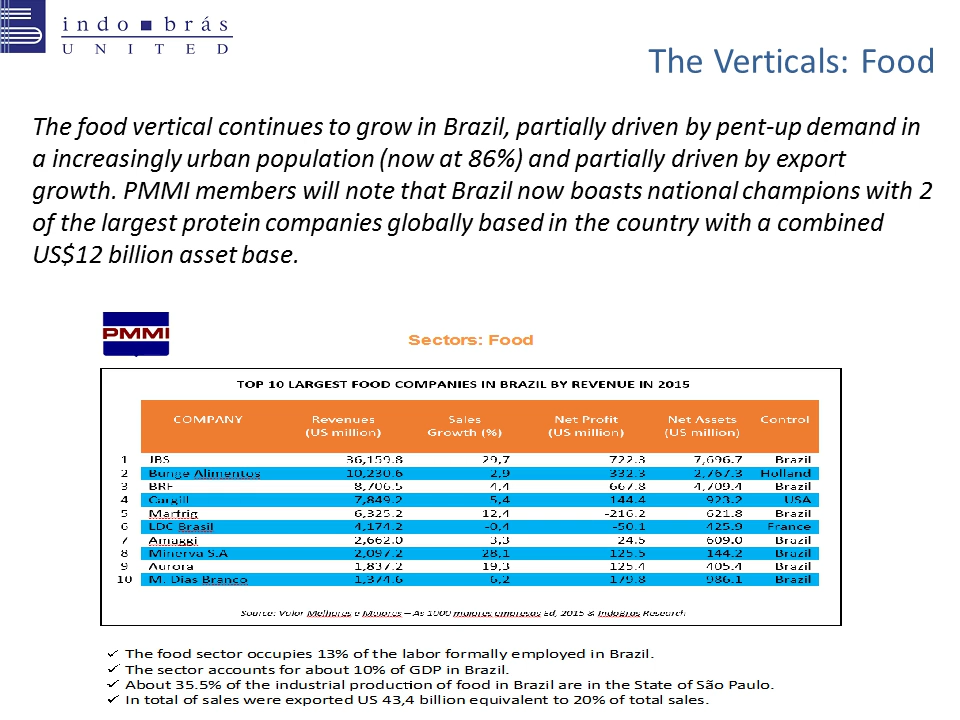 indo ■ brás
UNITED
The Verticals: Food
The food vertical continues to grow in Brazil, partially driven by pent-up demand in
a increasingly urban population (now at 86%) and partially driven by export
growth. PMMI members will note that Brazil now boasts national champions with 2
of the largest protein companies globally based in the country with a combined
US$12 billion asset base.
PMMI
Sectors: Food
TOP 10 LARGEST FOOD COMPANIES IN BRAZIL BY REVENUE IN 2015
COMPANY Revenues Sales Net Profit Net Assets Control
(US million) Growth (%) (US million) (US million)
1 JBS 36,159.8 29,7 722.3 7,696.7 Brazil
2 Bunge Alimentos 10,230.6 2,9 332.3 2,767.3 Holland
3 BRF 8,706.5 4,4 667.8 4,709.4 Brazil
4 Cargill 7,849.2 5,4 144.4 923.2 USA
5 Marfrig 6,325.2 12,4 -216.2 621.8 Brazil
6 LDC Brasil 4,174.2 -0,4 -50.1 425.9 France
7 Amaggi 2,662.0 3,3 24.5 609.0 Brazil
8 Minerva S.A 2,097.2 28,1 125.5 144.2 Brazil
9 Aurora 1,837.2 19,3 125.4 405.4 Brazil
10 M. Dias Branco 1,374.6 6,2 179.8 986.1 Brazil
Source: Valor Melhores e Maiores – As 1000 maiores empresas Ed, 2015 & IndoBras Research
✓ The food sector occupies 13% of the labor formally employed in Brazil.
✓ The sector accounts for about 10% of GDP in Brazil.
✓ About 35.5% of the industrial production of food in Brazil are in the State of São Paulo.
✓ In total of sales were exported US 43,4 billion equivalent to 20% of total sales.